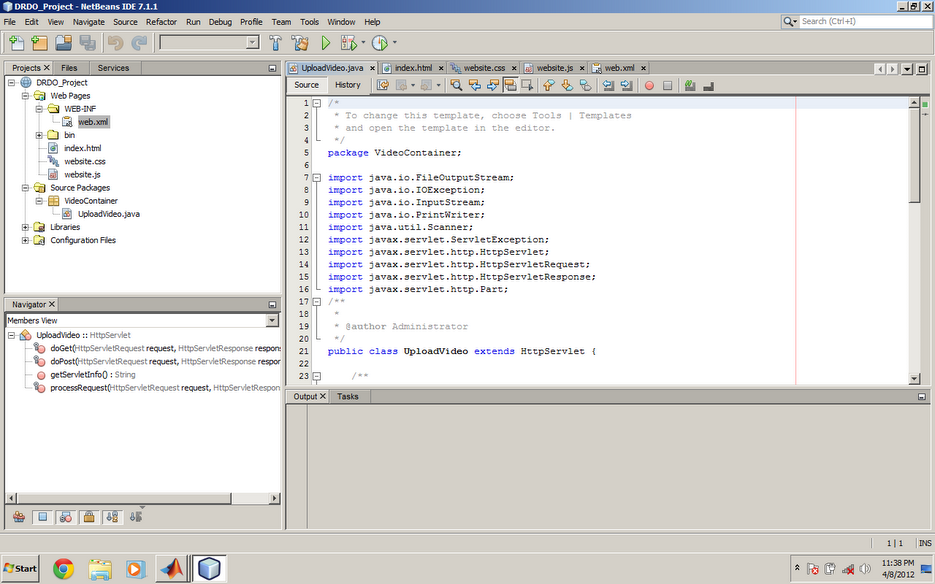 DRDO_Project - NetBeans IDE 7.1.1
File Edit View Navigate Source Refactor Run Debug Profile Team Tools Window Help
Search (Ctrl+I)
Projects Files Services
DRDO_Project
Web Pages
WEB-INF
web.xml
bin
index.html
website.css
website.js
Source Packages
VideoContainer
UploadVideo.java
Libraries
Configuration Files
Navigator
Members View
UploadVideo :: HttpServlet
doGet(HttpServletRequest request, HttpServletResponse respons
doPost(HttpServletRequest request, HttpServletResponse respor
getServletInfo() : String
processRequest(HttpServletRequest request, HttpServletRespon
UploadVideo.java index.html website.css website.js web.xml
Source History
1 /*
2 * To change this template, choose Tools | Templates
3 * and open the template in the editor.
4 */
5 package VideoContainer;
6
7 import java.io.FileOutputStream;
8 import java.io.IOException;
9 import java.io.InputStream;
10 import java.io.PrintWriter;
11 import java.util.Scanner;
12 import javax.servlet.ServletException;
13 import javax.servlet.http.HttpServlet;
14 import javax.servlet.http.HttpServletRequest;
15 import javax.servlet.http.HttpServletResponse;
16 import javax.servlet.http.Part;
17 /**
18 *
19 * @author Administrator
20 */
21 public class UploadVideo extends HttpServlet {
22
23 /**
Output Tasks
1 | 1 INS
Start
11:38 PM
4/8/2012